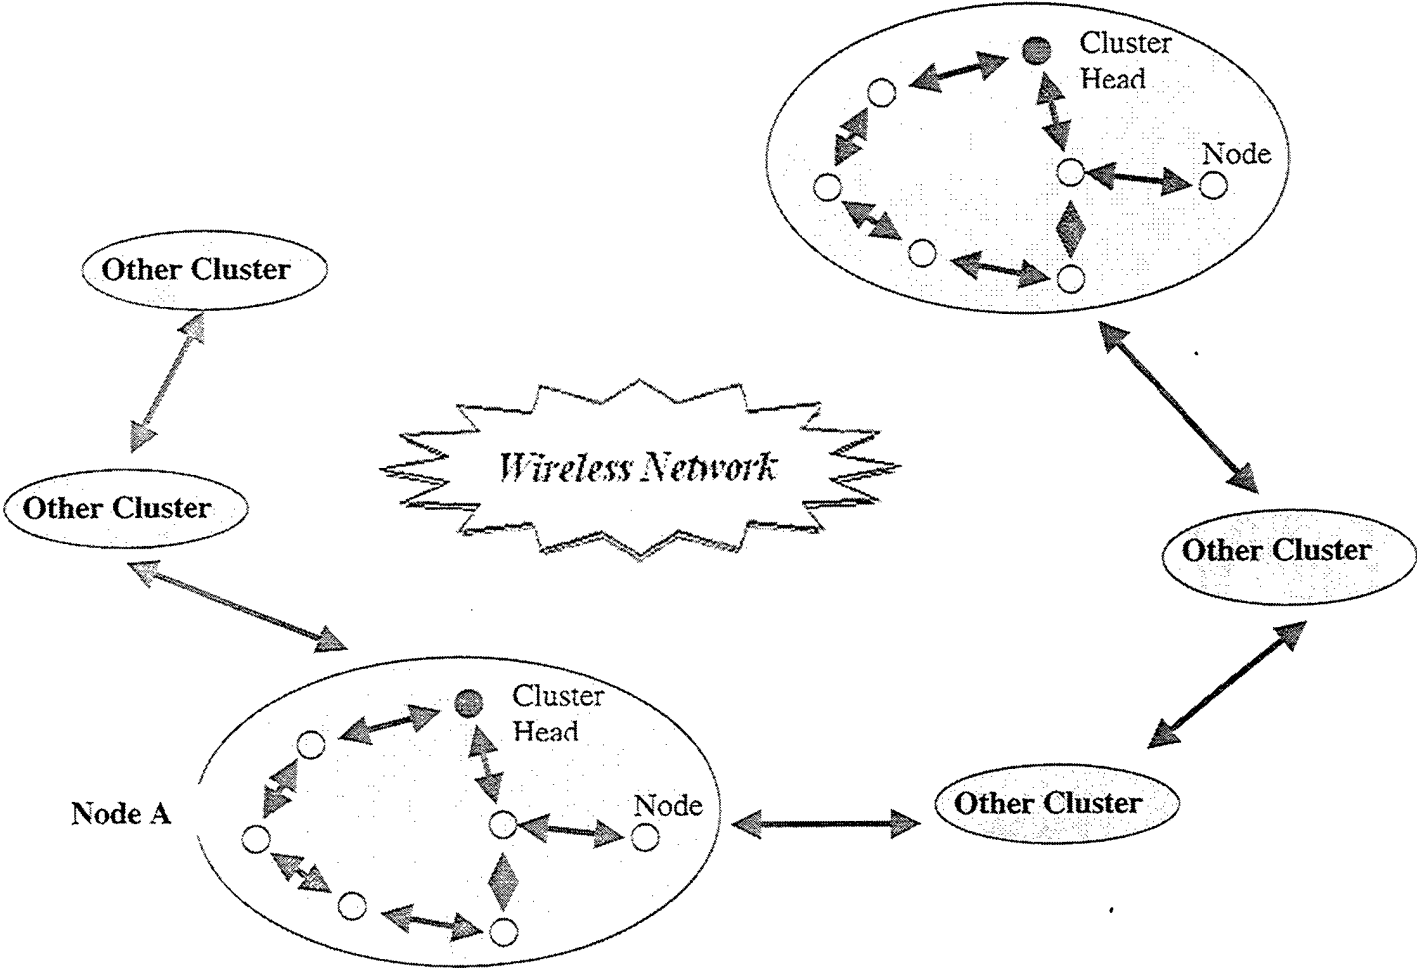 Cluster
Head
Node
Other Cluster
Wireless Network
Other Cluster
Other Cluster
Cluster
Head
Node A
Node
Other Cluster